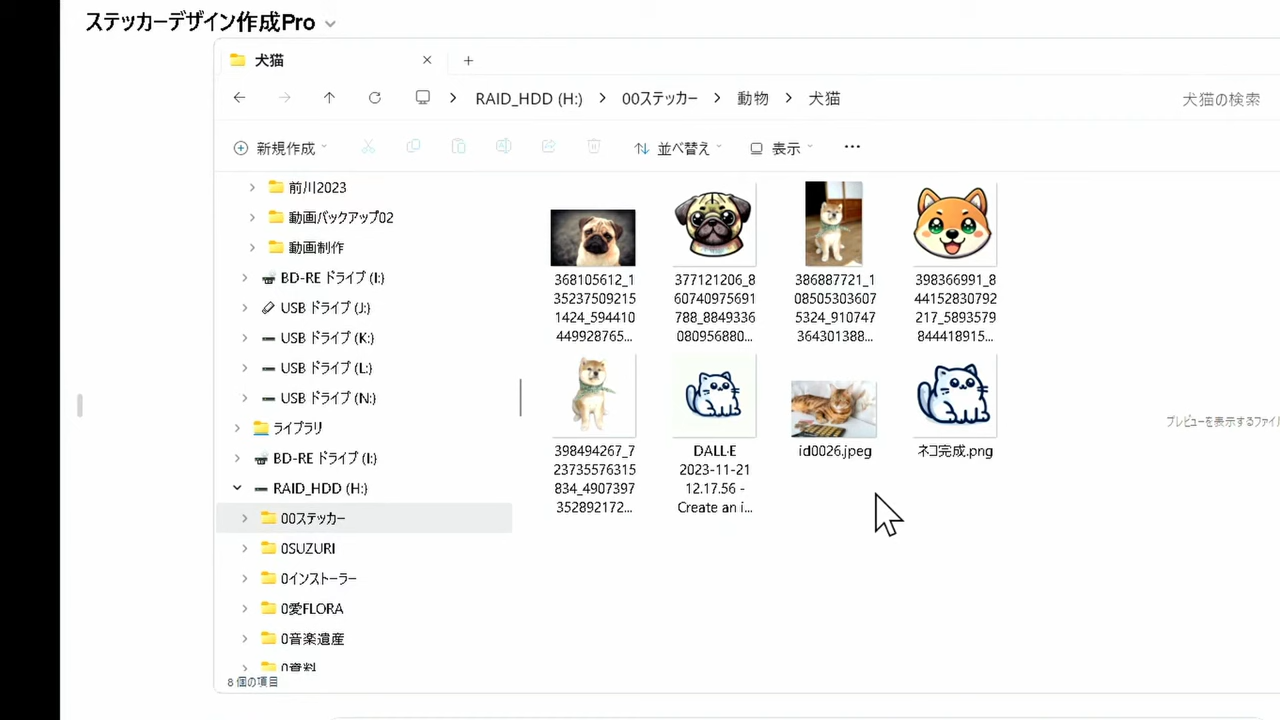 ステッカーデザイン作成Pro
犬猫
RAID_HDD (H:) > 00ステッカー > 動物 > 犬猫
犬猫の検索
新規作成
並べ替え
表示
前川2023
動画バックアップ02
動画制作
BD-RE ドライブ (I:)
USB ドライブ (J:)
USB ドライブ (K:)
USB ドライブ (L:)
USB ドライブ (N:)
ライブラリ
BD-RE ドライブ (I:)
RAID_HDD (H:)
00ステッカー
0SUZURI
0インストーラー
0愛FLORA
0音楽遺産
0資料
8 個の項目
368105612_1
35237509215
1424_594410
449928765...
377121206_8
60740975691
788_8849336
080956880...
386887721_1
08505303607
5324_910747
364301388...
398366991_8
44152830792
217_5893579
844418915...
398494267_7
23735576315
834_4907397
352892172...
DALL·E
2023-11-21
12.17.56 -
Create an i...
id0026.jpeg
ネコ完成.png
プレビューを表示するファイ